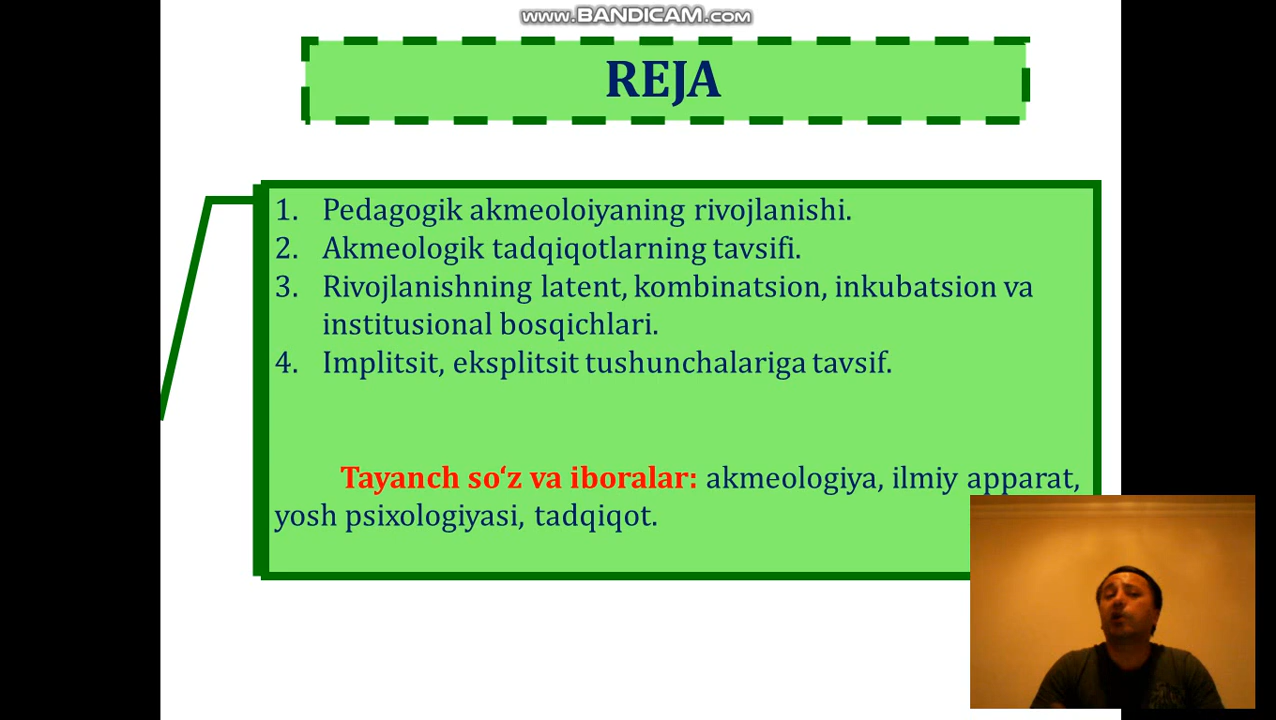 www.BANDICAM.com
REJA
1. Pedagogik akmeoloiyaning rivojlanishi.
2. Akmeologik tadqiqotlarning tavsifi.
3. Rivojlanishning latent, kombinatsion, inkubatsion va
institusional bosqichlari.
4. Implitsit, eksplitsit tushunchalariga tavsif.
Tayanch so‘z va iboralar: akmeologiya, ilmiy apparat,
yosh psixologiyasi, tadqiqot.